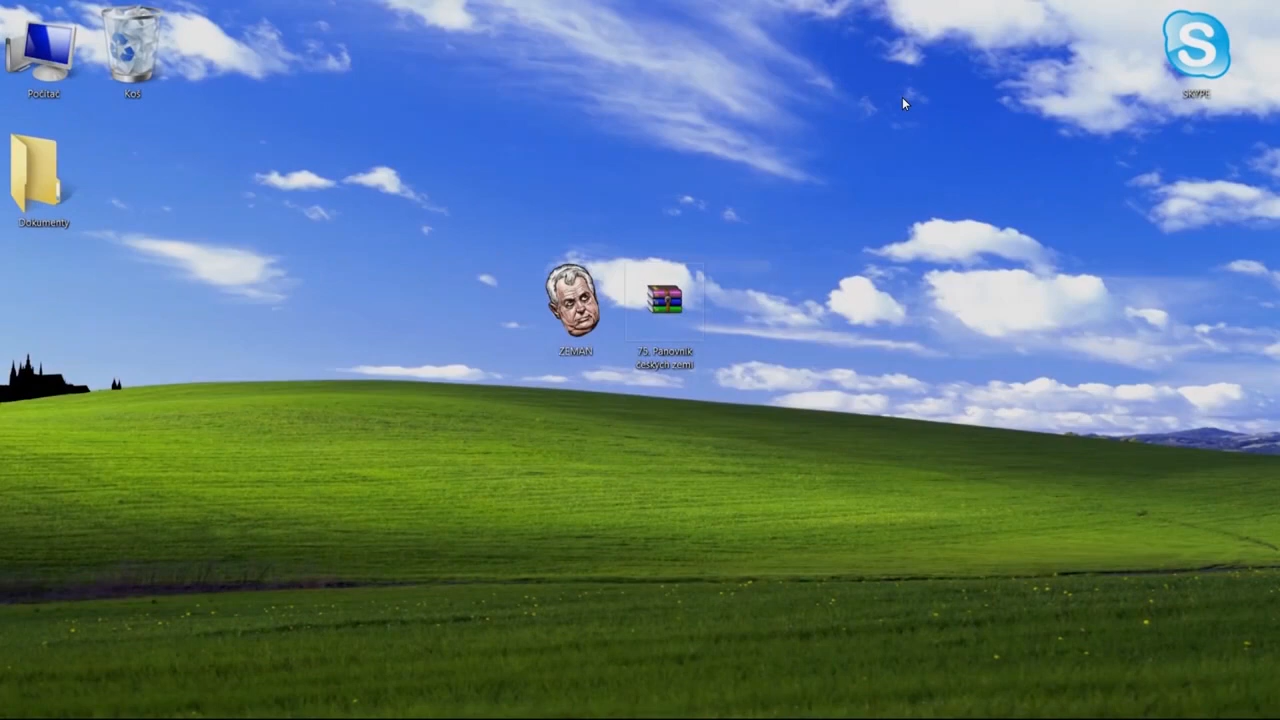 Počítač
Koš
S
SKYPE
Dokumenty
ZEMAN
75. Panovník
českých zemí